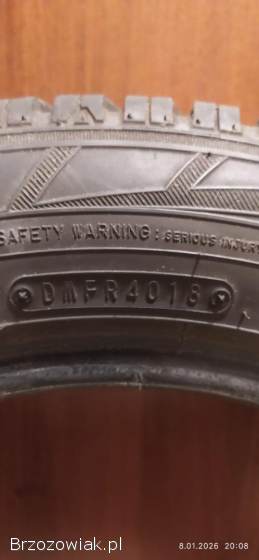 SAFETY WARNING: SERIOUS INJURY
DMFR4018
Brzozowiak.pl
8.01.2026 20:08